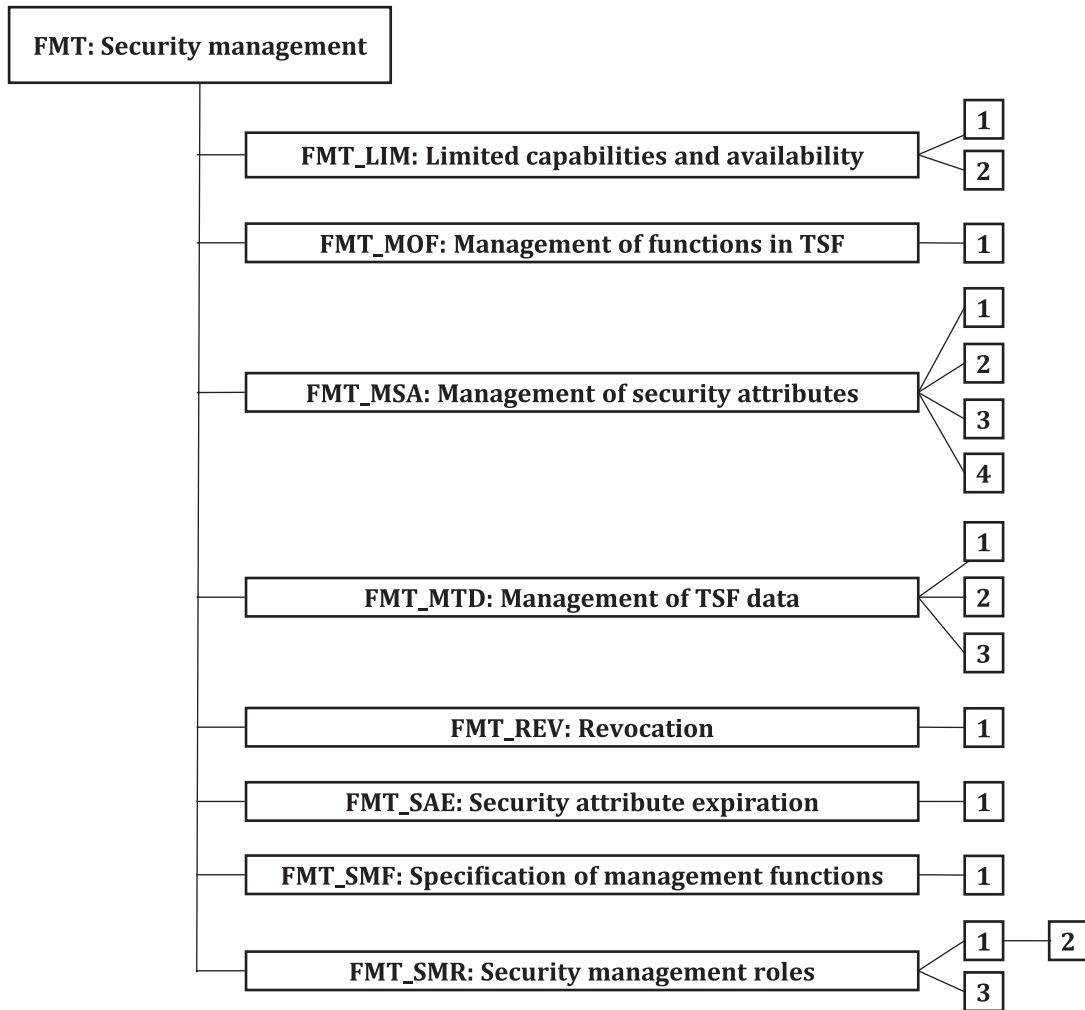 FMT: Security management
FMT_LIM: Limited capabilities and availability
1
2
FMT_MOF: Management of functions in TSF
1
FMT_MSA: Management of security attributes
1
2
3
4
FMT_MTD: Management of TSF data
1
2
3
FMT_REV: Revocation
1
FMT_SAE: Security attribute expiration
1
FMT_SMF: Specification of management functions
1
FMT_SMR: Security management roles
1
2
3